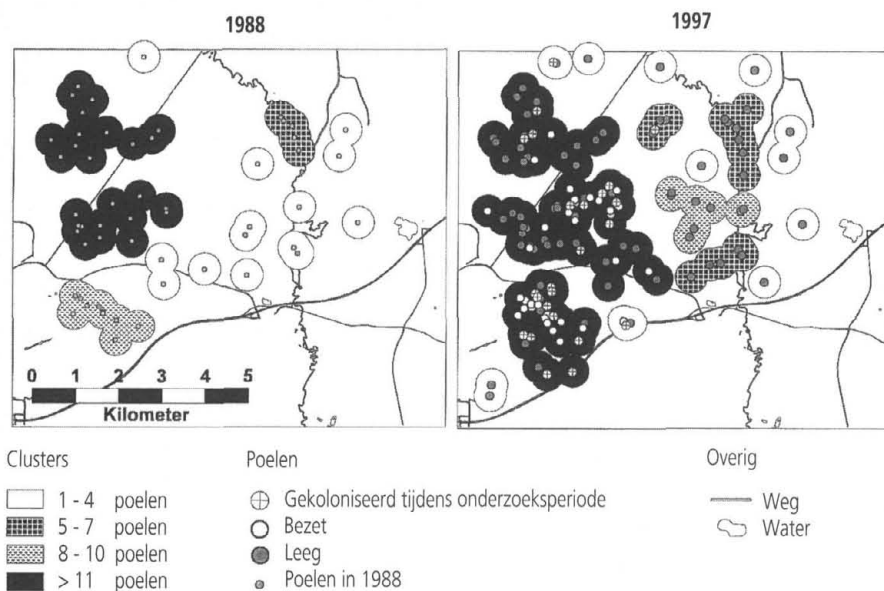 1988
1997
0 1 2 3 4 5
Kilometer
Clusters
1 - 4 poelen
5 - 7 poelen
8 - 10 poelen
> 11 poelen
Poelen
Gekoloniseerd tijdens onderzoeksperiode
Bezet
Leeg
Poelen in 1988
Overig
Weg
Water